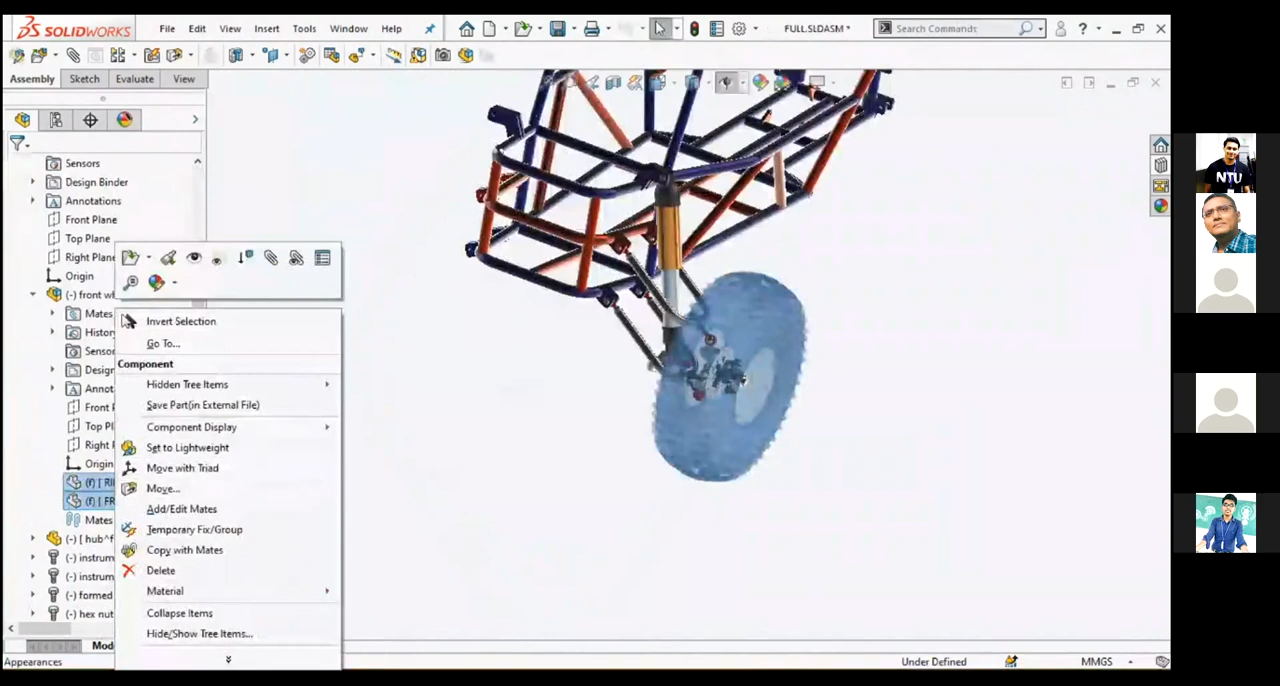 SOLIDWORKS File Edit View Insert Tools Window Help FULL.SLDASM * Search Commands ?
Assembly Sketch Evaluate View
Sensors
Design Binder
Annotations
Front Plane
Top Plane
Right Plane
Origin
(-) front wh
Mates
History
Sensor
Design
Annot
Front P
Top Pl
Right
Origin
(f) [ RI
(f) [ FR
Mates
(-) [ hub^f
(-) instrum
(-) instrum
(-) formed
(-) hex nut
Invert Selection
Go To...
Component
Hidden Tree Items
Save Part(in External File)
Component Display
Set to Lightweight
Move with Triad
Move...
Add/Edit Mates
Temporary Fix/Group
Copy with Mates
Delete
Material
Collapse Items
Hide/Show Tree Items...
Mode
Appearances Under Defined MMGS
NTU